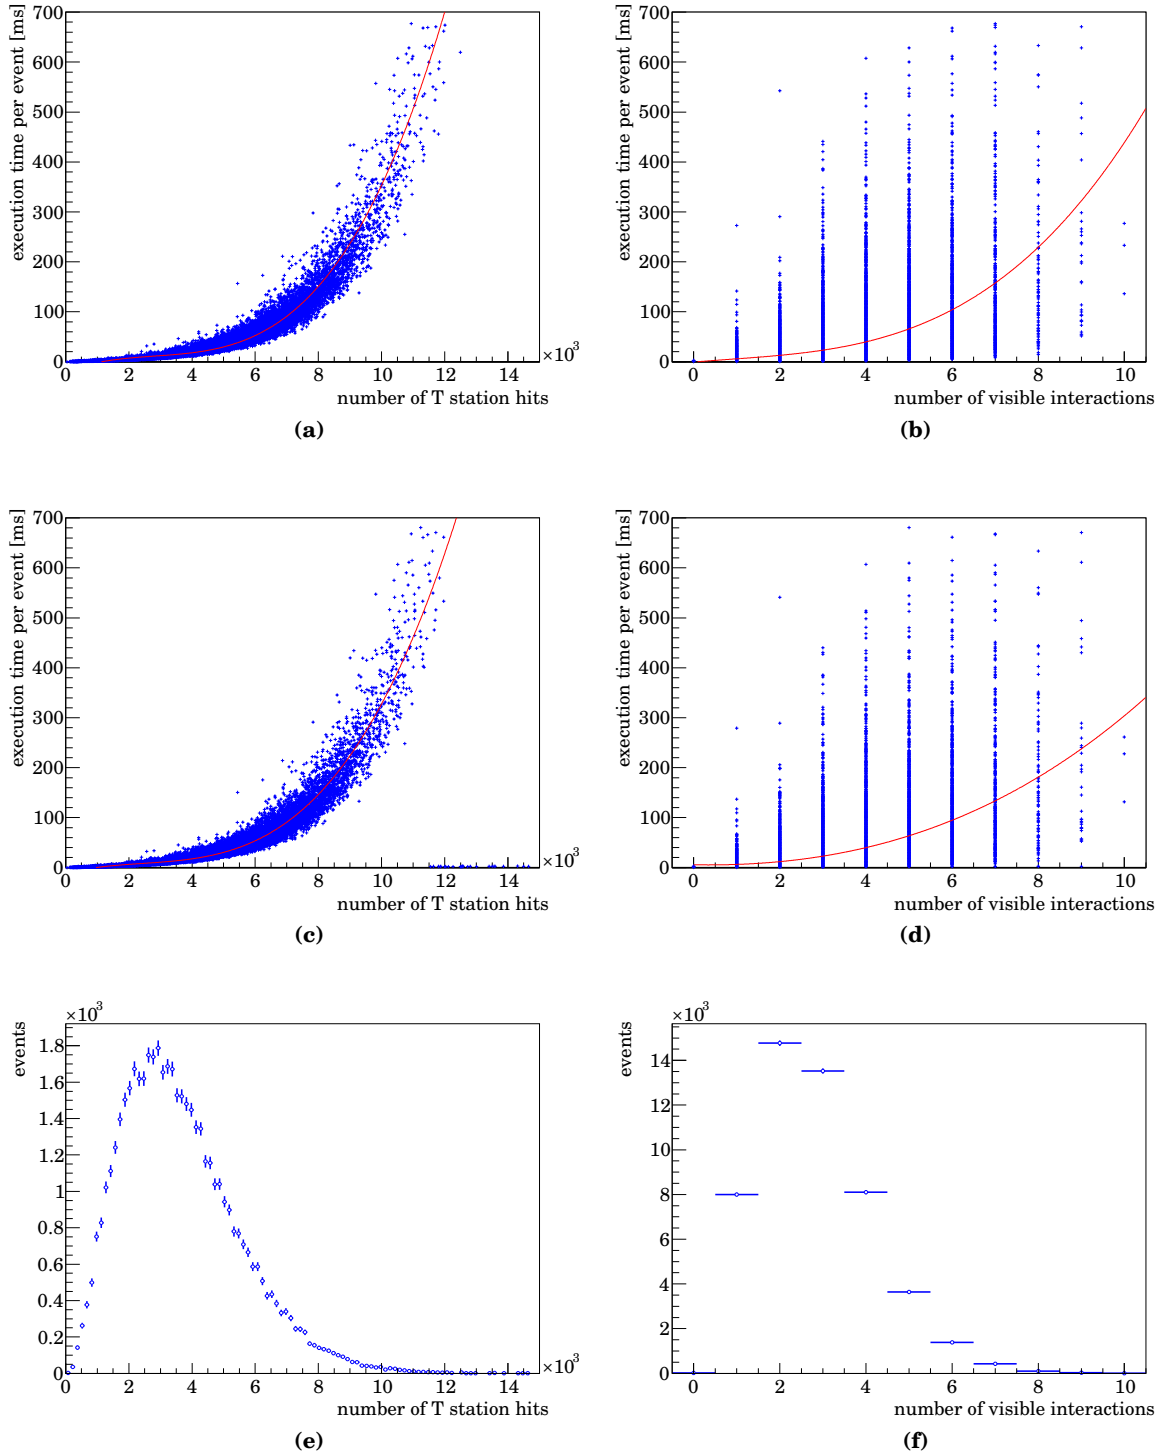 execution time per event [ms]
700
600
500
400
300
200
100
0
0 2 4 6 8 10 12 14
×10³
number of T station hits
(a)
execution time per event [ms]
700
600
500
400
300
200
100
0
0 2 4 6 8 10
number of visible interactions
(b)
execution time per event [ms]
700
600
500
400
300
200
100
0
0 2 4 6 8 10 12 14
×10³
number of T station hits
(c)
execution time per event [ms]
700
600
500
400
300
200
100
0
0 2 4 6 8 10
number of visible interactions
(d)
×10³
events
1.8
1.6
1.4
1.2
1
0.8
0.6
0.4
0.2
0
0 2 4 6 8 10 12 14
×10³
number of T station hits
(e)
×10³
events
14
12
10
8
6
4
2
0
0 2 4 6 8 10
number of visible interactions
(f)